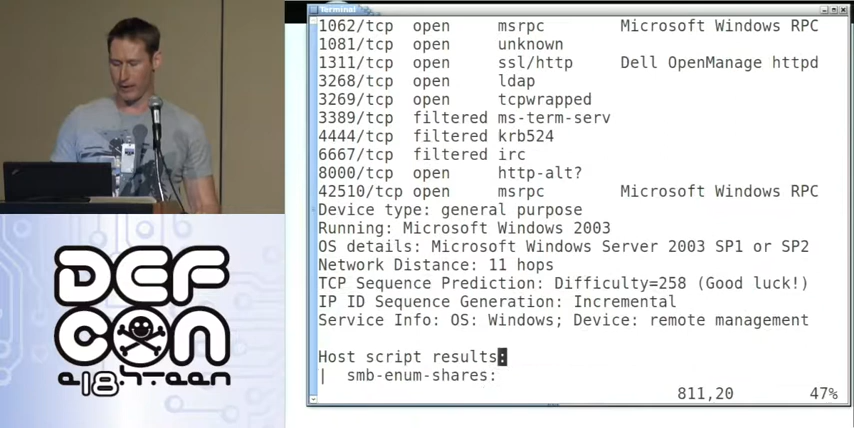 Terminal
1062/tcp open msrpc Microsoft Windows RPC
1081/tcp open unknown
1311/tcp open ssl/http Dell OpenManage httpd
3268/tcp open ldap
3269/tcp open tcpwrapped
3389/tcp filtered ms-term-serv
4444/tcp filtered krb524
6667/tcp filtered irc
8000/tcp open http-alt?
42510/tcp open msrpc Microsoft Windows RPC
Device type: general purpose
Running: Microsoft Windows 2003
OS details: Microsoft Windows Server 2003 SP1 or SP2
Network Distance: 11 hops
TCP Sequence Prediction: Difficulty=258 (Good luck!)
IP ID Sequence Generation: Incremental
Service Info: OS: Windows; Device: remote management
Host script results:
| smb-enum-shares:
811,20 47%
DEF
CON
e18hteen